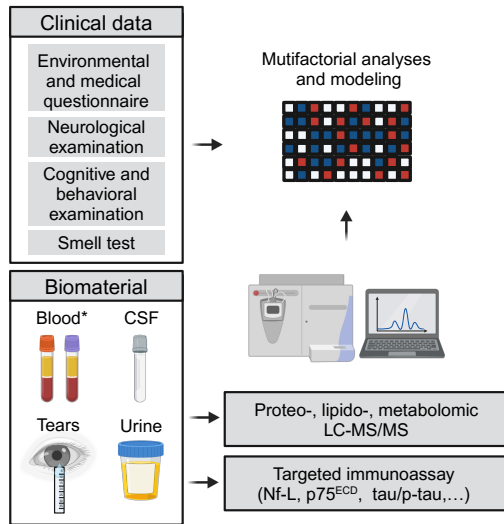 Clinical data
Environmental
and medical
questionnaire
Neurological
examination
Cognitive and
behavioral
examination
Smell test
Mutifactorial analyses
and modeling
Biomaterial
Blood*
CSF
Tears
Urine
Proteo-, lipido-, metabolomic
LC-MS/MS
Targeted immunoassay
(Nf-L, p75ᴱᶜᴰ, tau/p-tau,…)